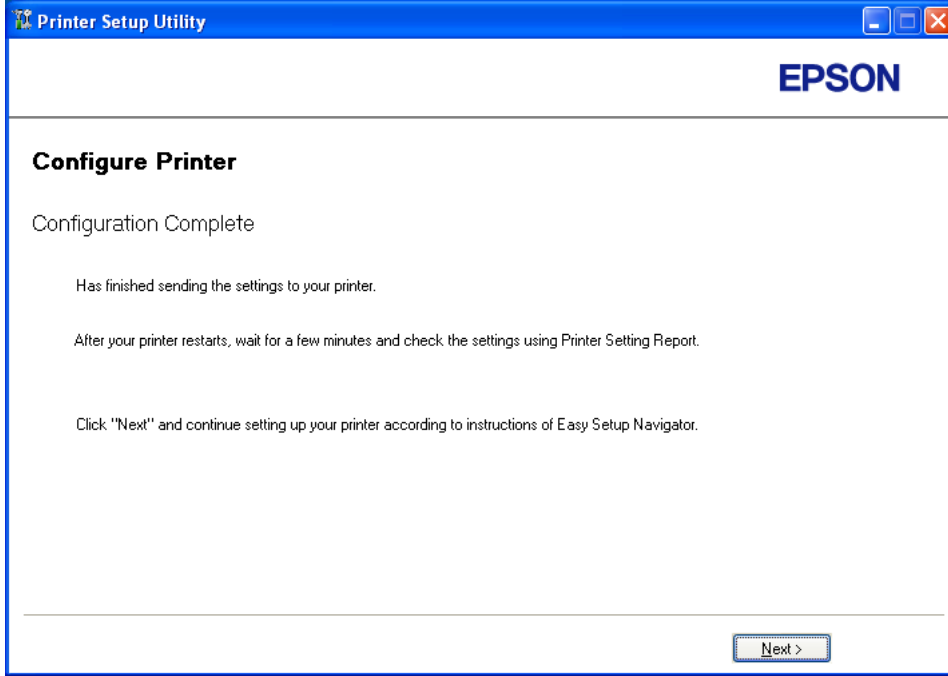 Printer Setup Utility
EPSON
Configure Printer
Configuration Complete
Has finished sending the settings to your printer.
After your printer restarts, wait for a few minutes and check the settings using Printer Setting Report.
Click "Next" and continue setting up your printer according to instructions of Easy Setup Navigator.
Next >